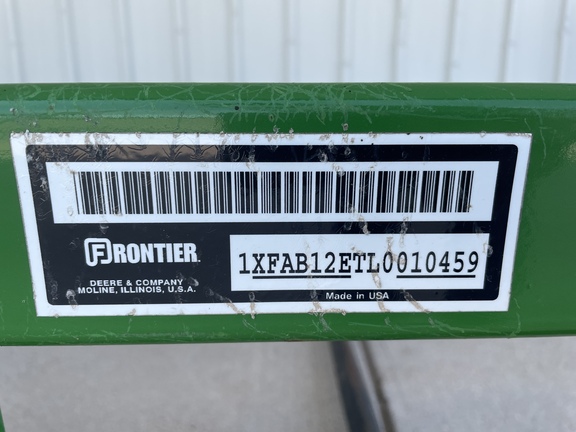 FRONTIER
1XFAB12ETL0010459
DEERE & COMPANY
MOLINE, ILLINOIS, U.S.A.
Made in USA